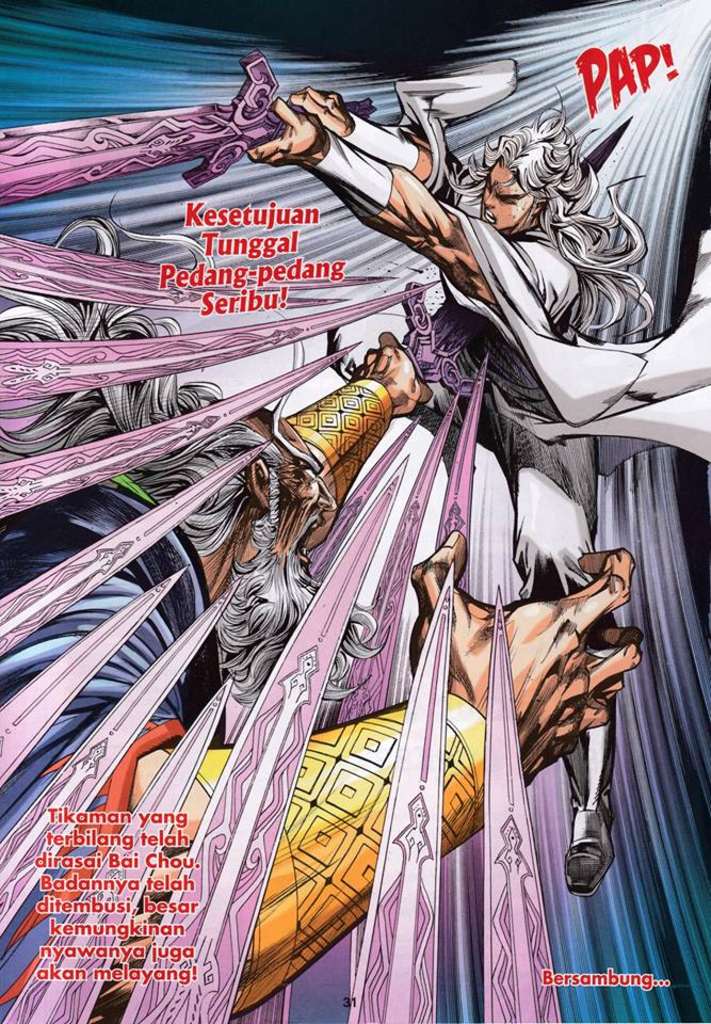 PAP!
Kesetujuan
Tunggal
Pedang-pedang
Seribu!
Tikaman yang
terbilang telah
dirasai Bai Chou.
Badannya telah
ditembusi, besar
kemungkinan
nyawanya juga
akan melayang!
Bersambung...
31